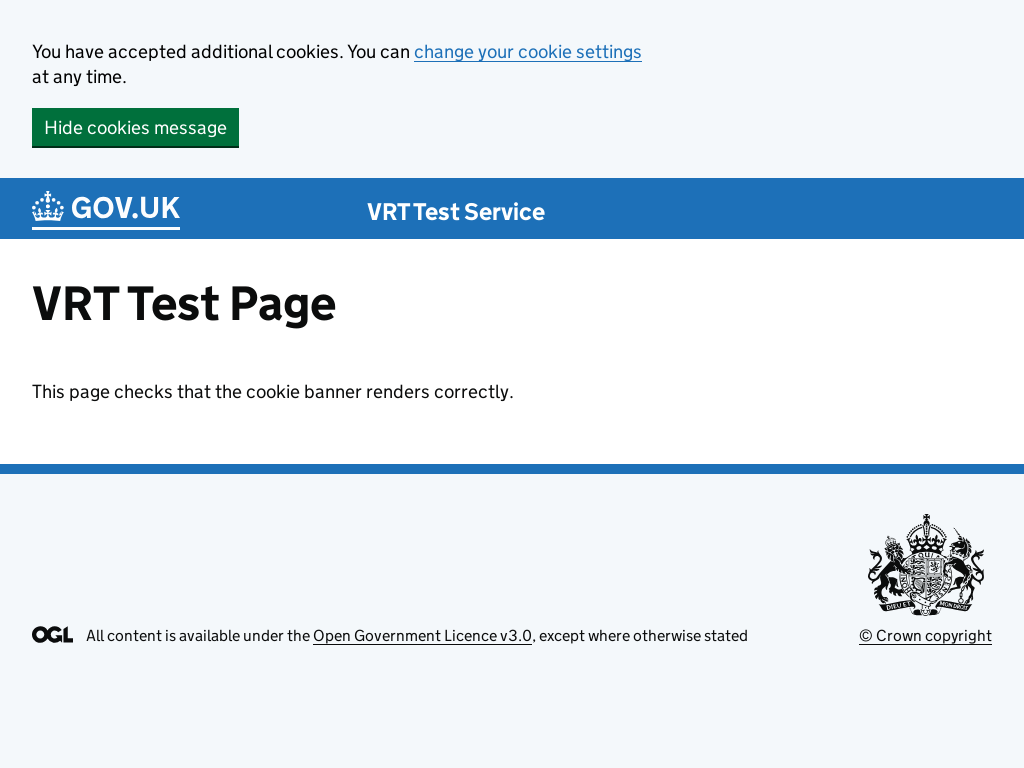 You have accepted additional cookies. You can change your cookie settings
at any time.
Hide cookies message
GOV.UK
VRT Test Service
VRT Test Page
This page checks that the cookie banner renders correctly.
OGL All content is available under the Open Government Licence v3.0, except where otherwise stated
DIEU ET MON DROIT
© Crown copyright